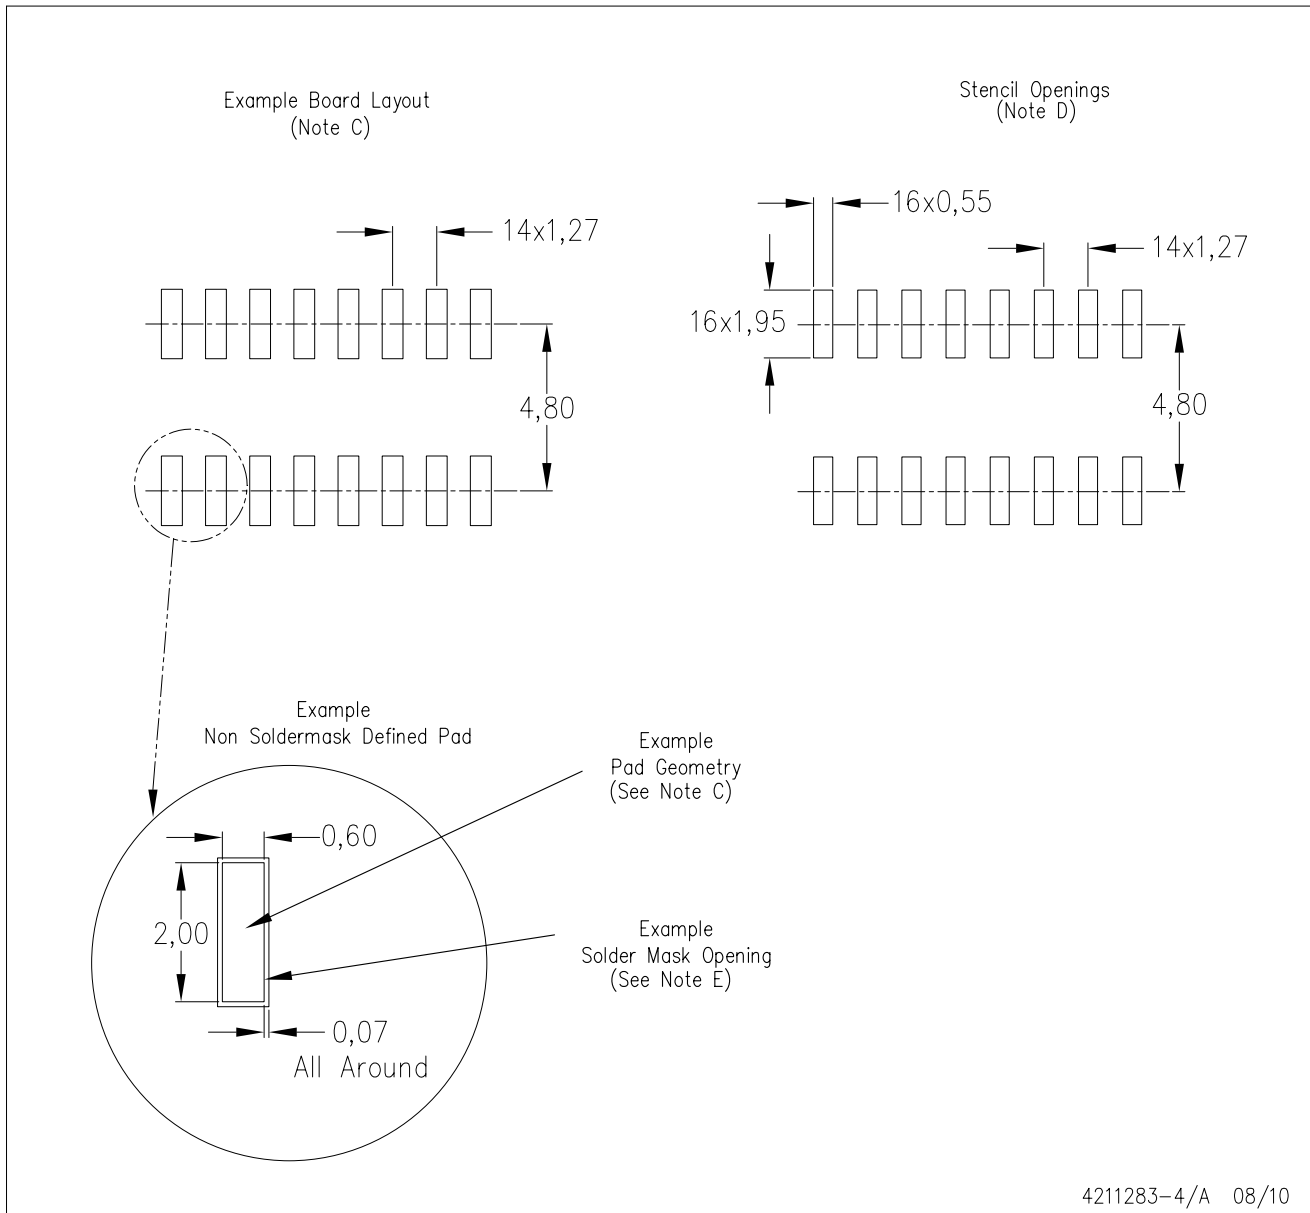 Example Board Layout
(Note C)
Stencil Openings
(Note D)
14x1,27
4,80
16x0,55
14x1,27
16x1,95
4,80
Example
Non Soldermask Defined Pad
Example
Pad Geometry
(See Note C)
0,60
2,00
Example
Solder Mask Opening
(See Note E)
0,07
All Around
4211283-4/A 08/10